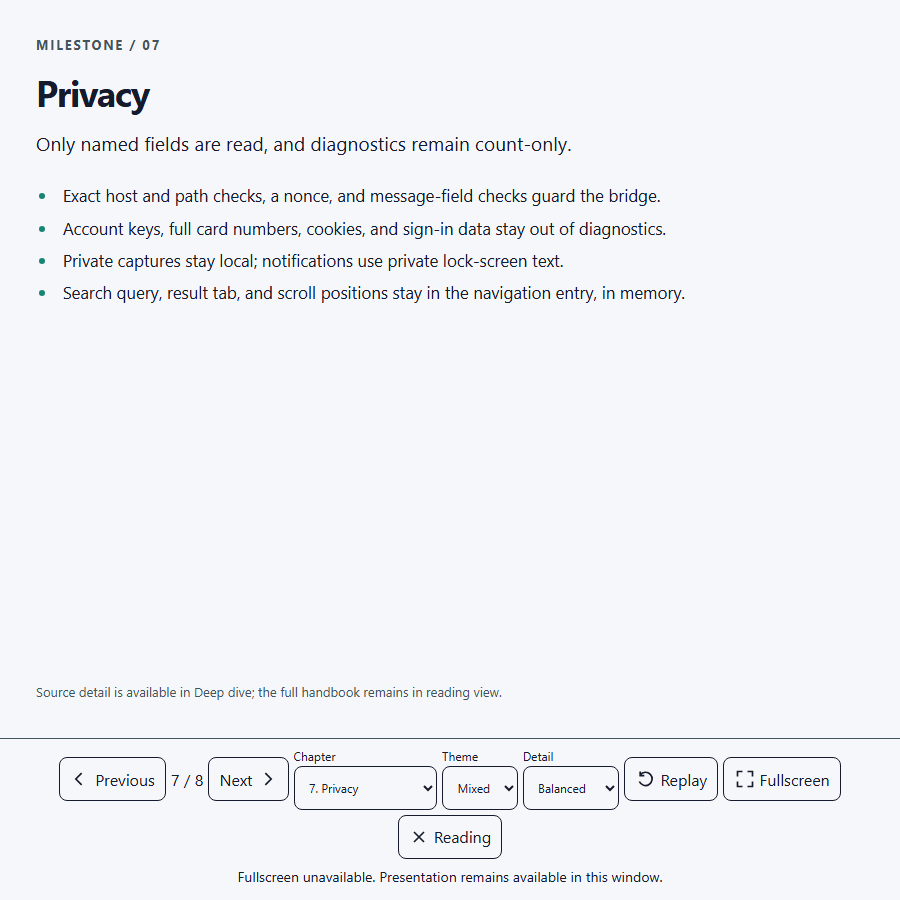 MILESTONE / 07
Privacy
Only named fields are read, and diagnostics remain count-only.
Exact host and path checks, a nonce, and message-field checks guard the bridge.
Account keys, full card numbers, cookies, and sign-in data stay out of diagnostics.
Private captures stay local; notifications use private lock-screen text.
Search query, result tab, and scroll positions stay in the navigation entry, in memory.
Source detail is available in Deep dive; the full handbook remains in reading view.
Chapter Theme Detail
Previous 7 / 8 Next 7. Privacy Mixed Balanced Replay Fullscreen
Reading
Fullscreen unavailable. Presentation remains available in this window.